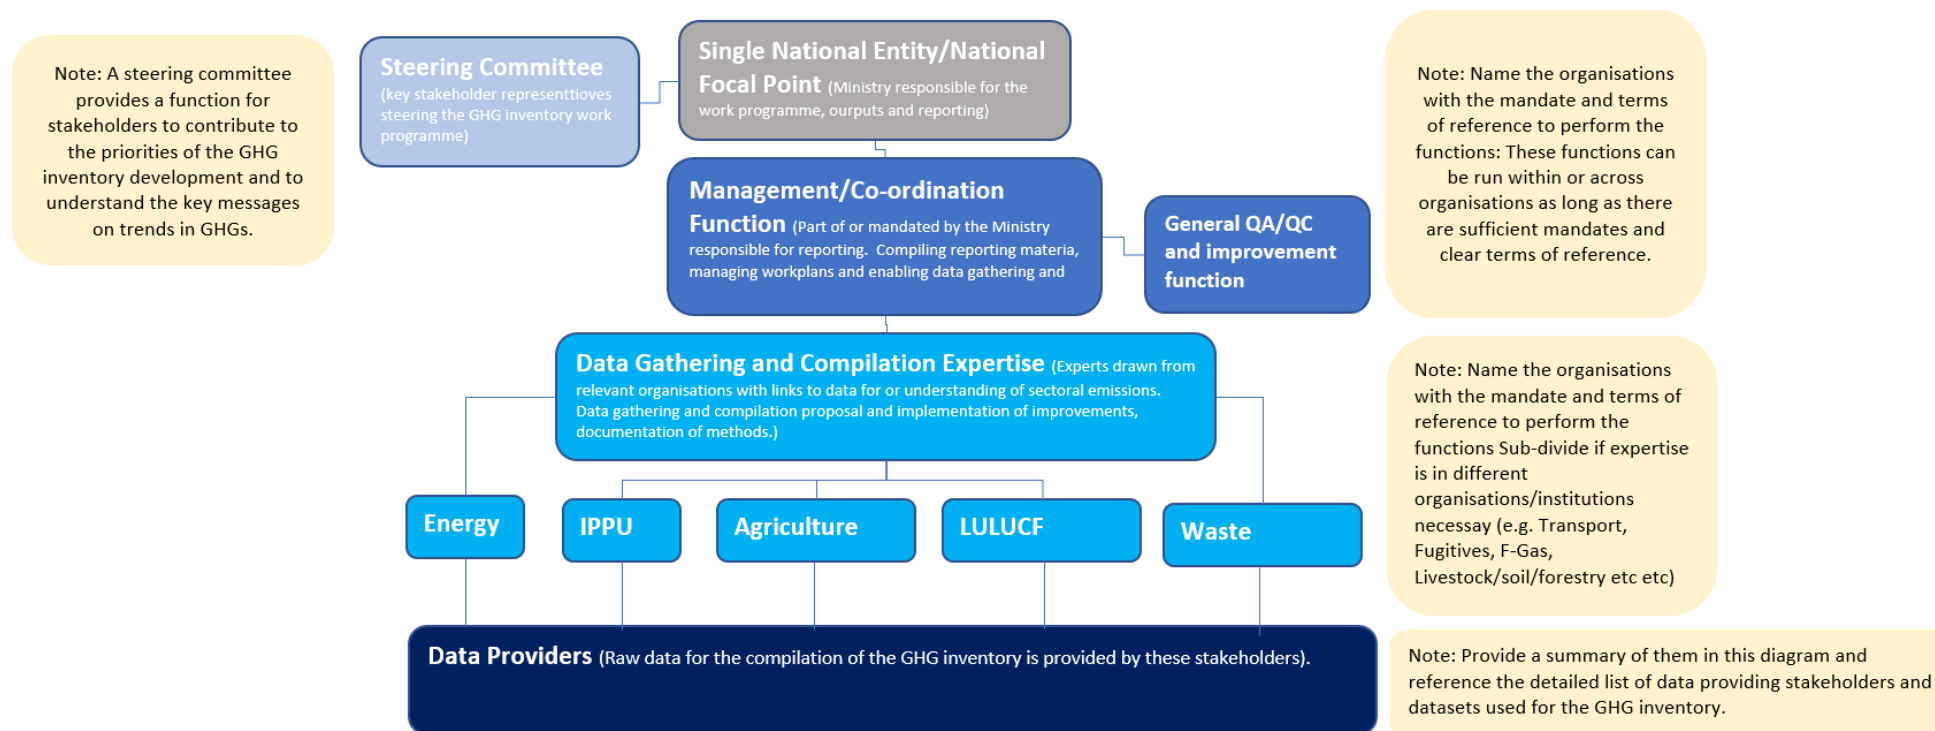 Note: A steering committee
provides a function for
stakeholders to contribute to
the priorities of the GHG
inventory development and to
understand the key messages
on trends in GHGs.
Steering Committee
(key stakeholder representtioves
steering the GHG inventory work
programme)
Single National Entity/National
Focal Point (Ministry responsible for the
work programme, ourputs and reporting)
Management/Co-ordination
Function (Part of or mandated by the Ministry
responsible for reporting. Compiling reporting materia,
managing workplans and enabling data gathering and
General QA/QC
and improvement
function
Note: Name the organisations
with the mandate and terms
of reference to perform the
functions: These functions can
be run within or across
organisations as long as there
are sufficient mandates and
clear terms of reference.
Data Gathering and Compilation Expertise (Experts drawn from
relevant organisations with links to data for or understanding of sectoral emissions.
Data gathering and compilation proposal and implementation of improvements,
documentation of methods.)
Note: Name the organisations
with the mandate and terms of
reference to perform the
functions Sub-divide if expertise
is in different
organisations/institutions
necessay (e.g. Transport,
Fugitives, F-Gas,
Livestock/soil/forestry etc etc)
Energy
IPPU
Agriculture
LULUCF
Waste
Data Providers (Raw data for the compilation of the GHG inventory is provided by these stakeholders).
Note: Provide a summary of them in this diagram and
reference the detailed list of data providing stakeholders and
datasets used for the GHG inventory.